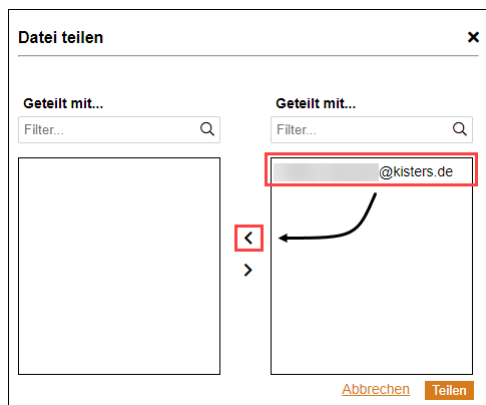 Datei teilen
Geteilt mit...
Geteilt mit...
Filter...
Filter...
@kisters.de
Abbrechen
Teilen